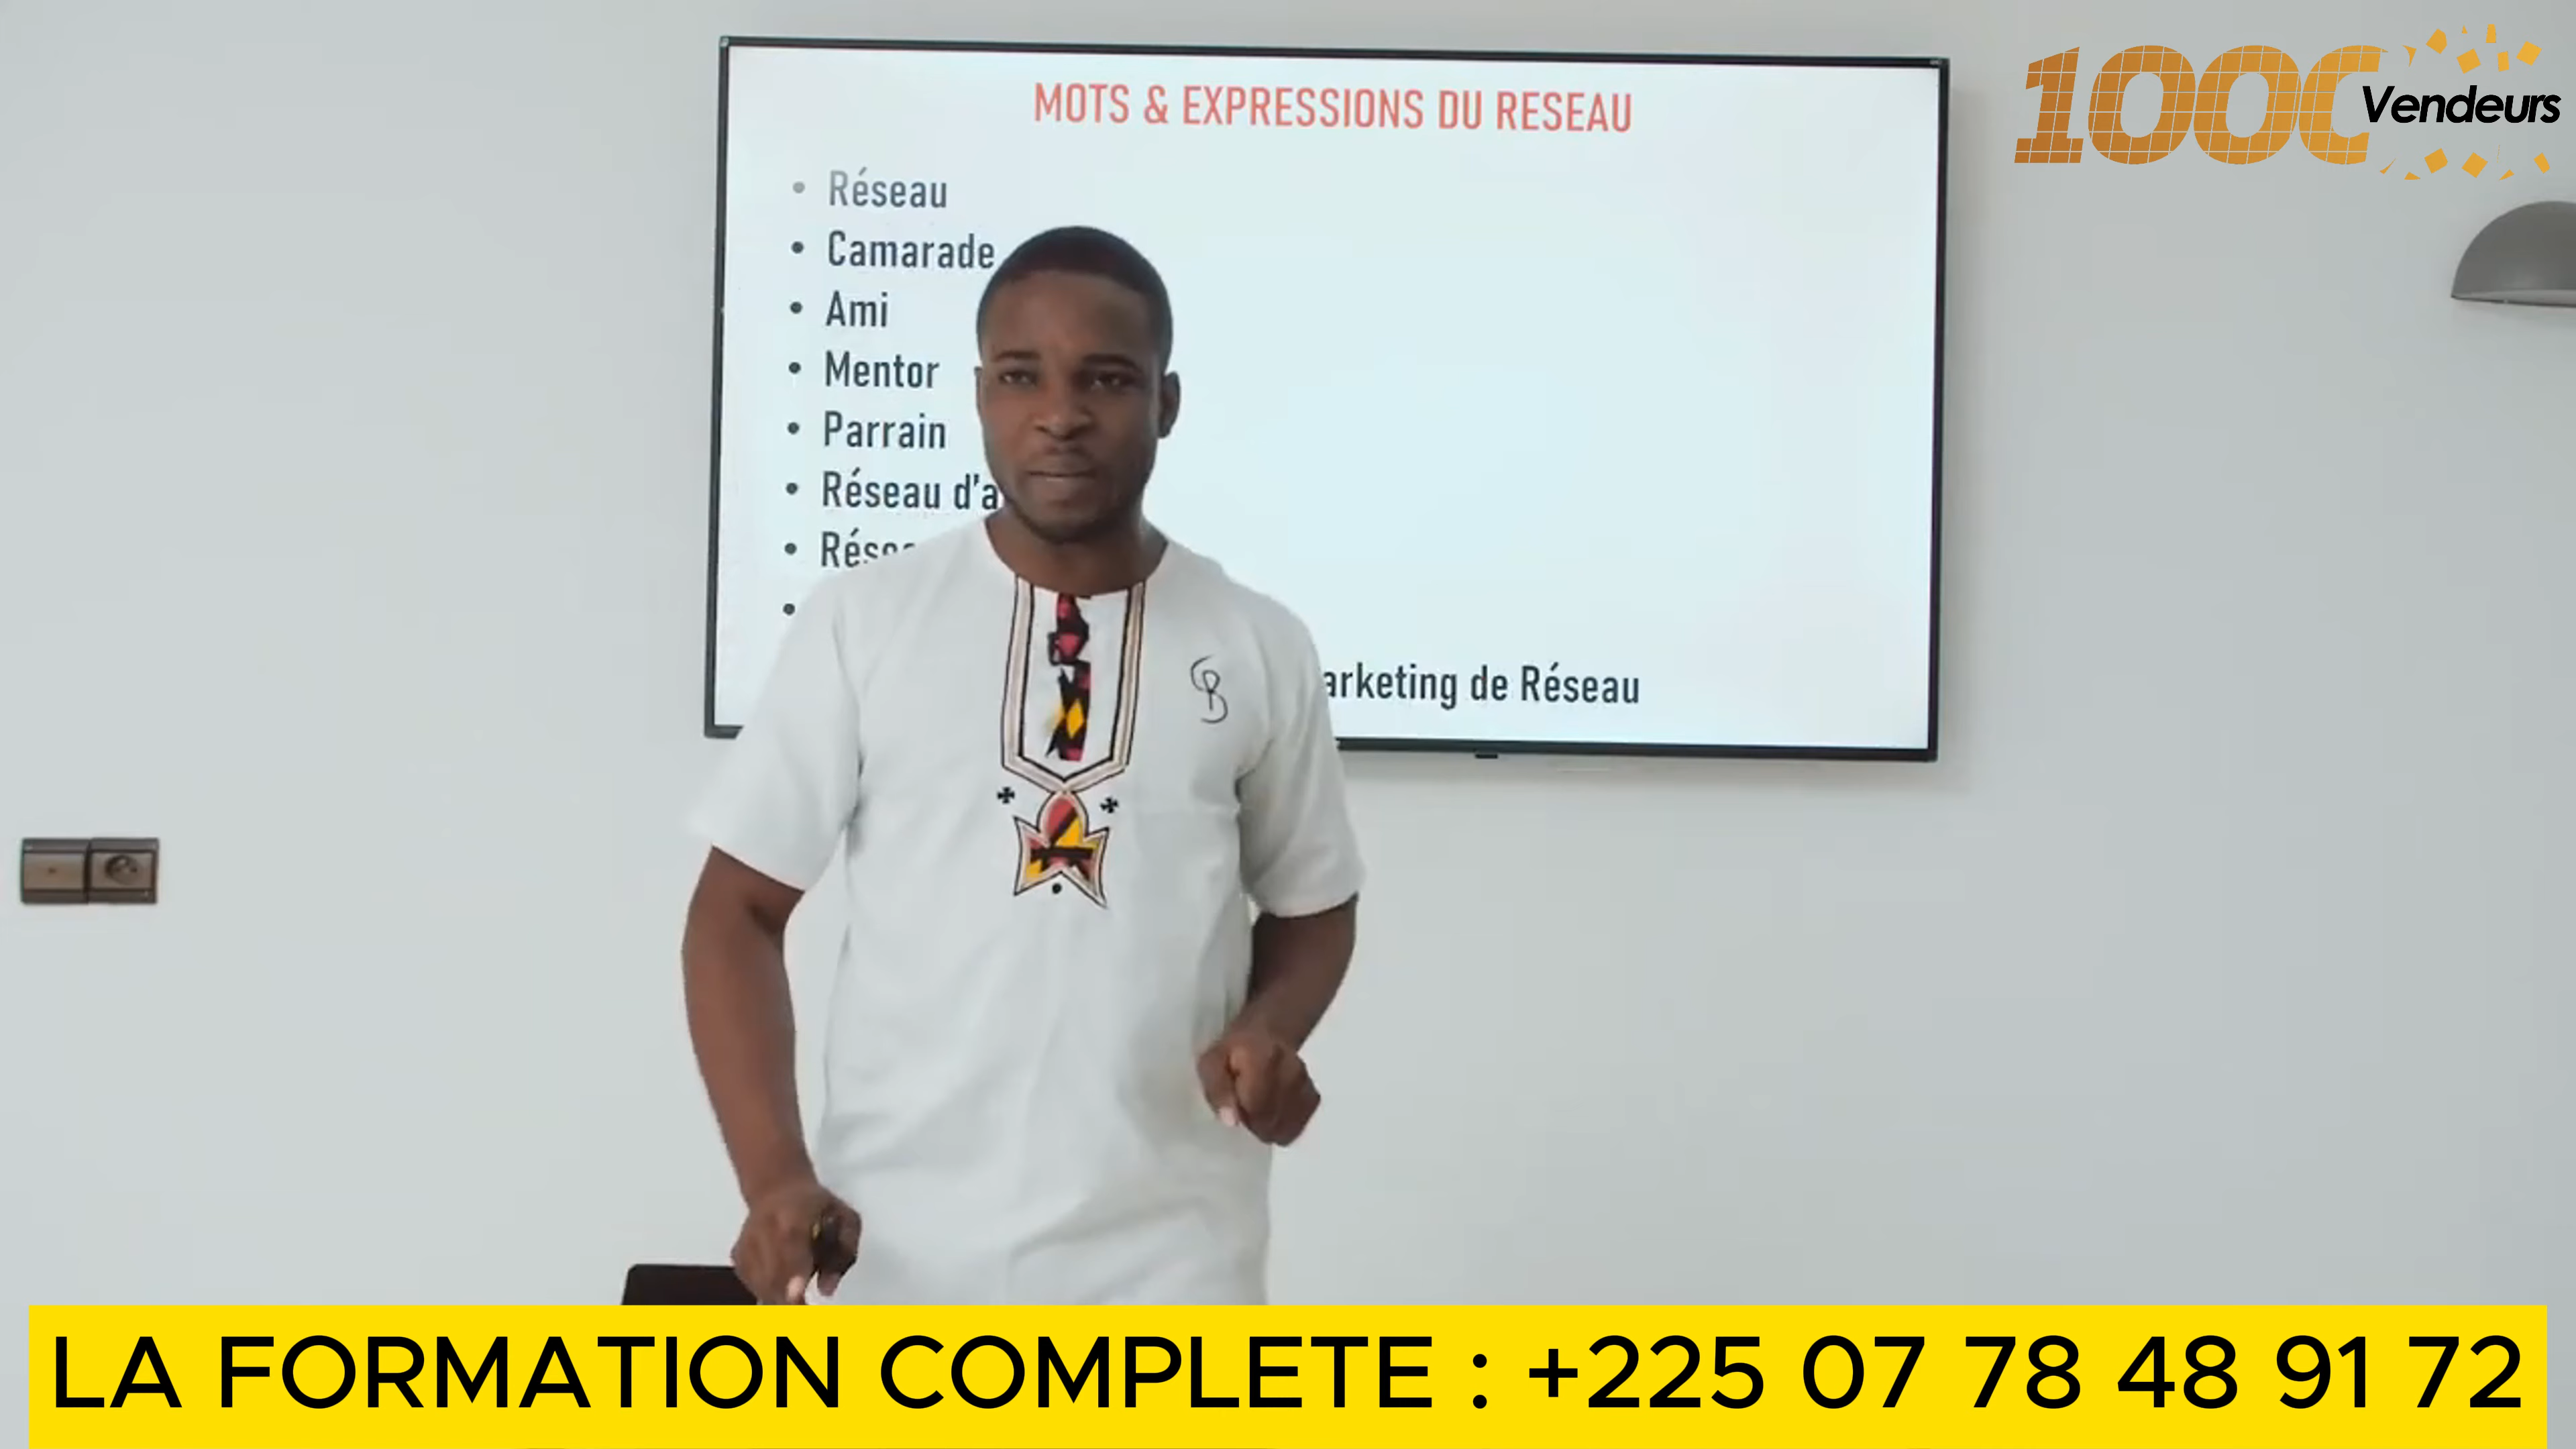 MOTS & EXPRESSIONS DU RESEAU
1000 Vendeurs
• Réseau
• Camarade
• Ami
• Mentor
• Parrain
• Réseau d'a
•
•
arketing de Réseau
LA FORMATION COMPLETE : +225 07 78 48 91 72